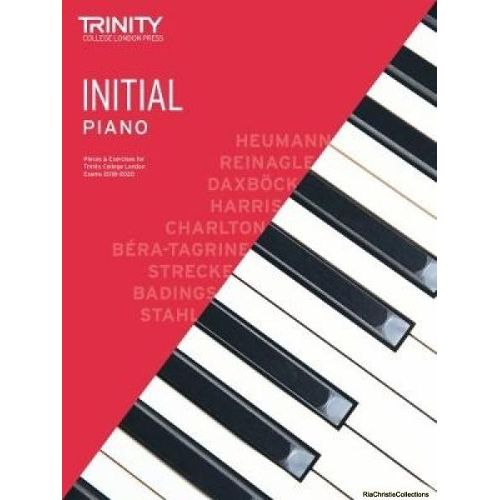 TRINITY
COLLEGE LONDON PRESS
INITIAL
PIANO
Pieces & Exercises for
Trinity College London
Exams 2018-2020
HEUMANN
REINAGLE
DAXBÖCK
HARRIS
CHARLTON
BÉRA-TAGRINE
STRECKE
BADINGS
STAHL
RiaChristieCollections